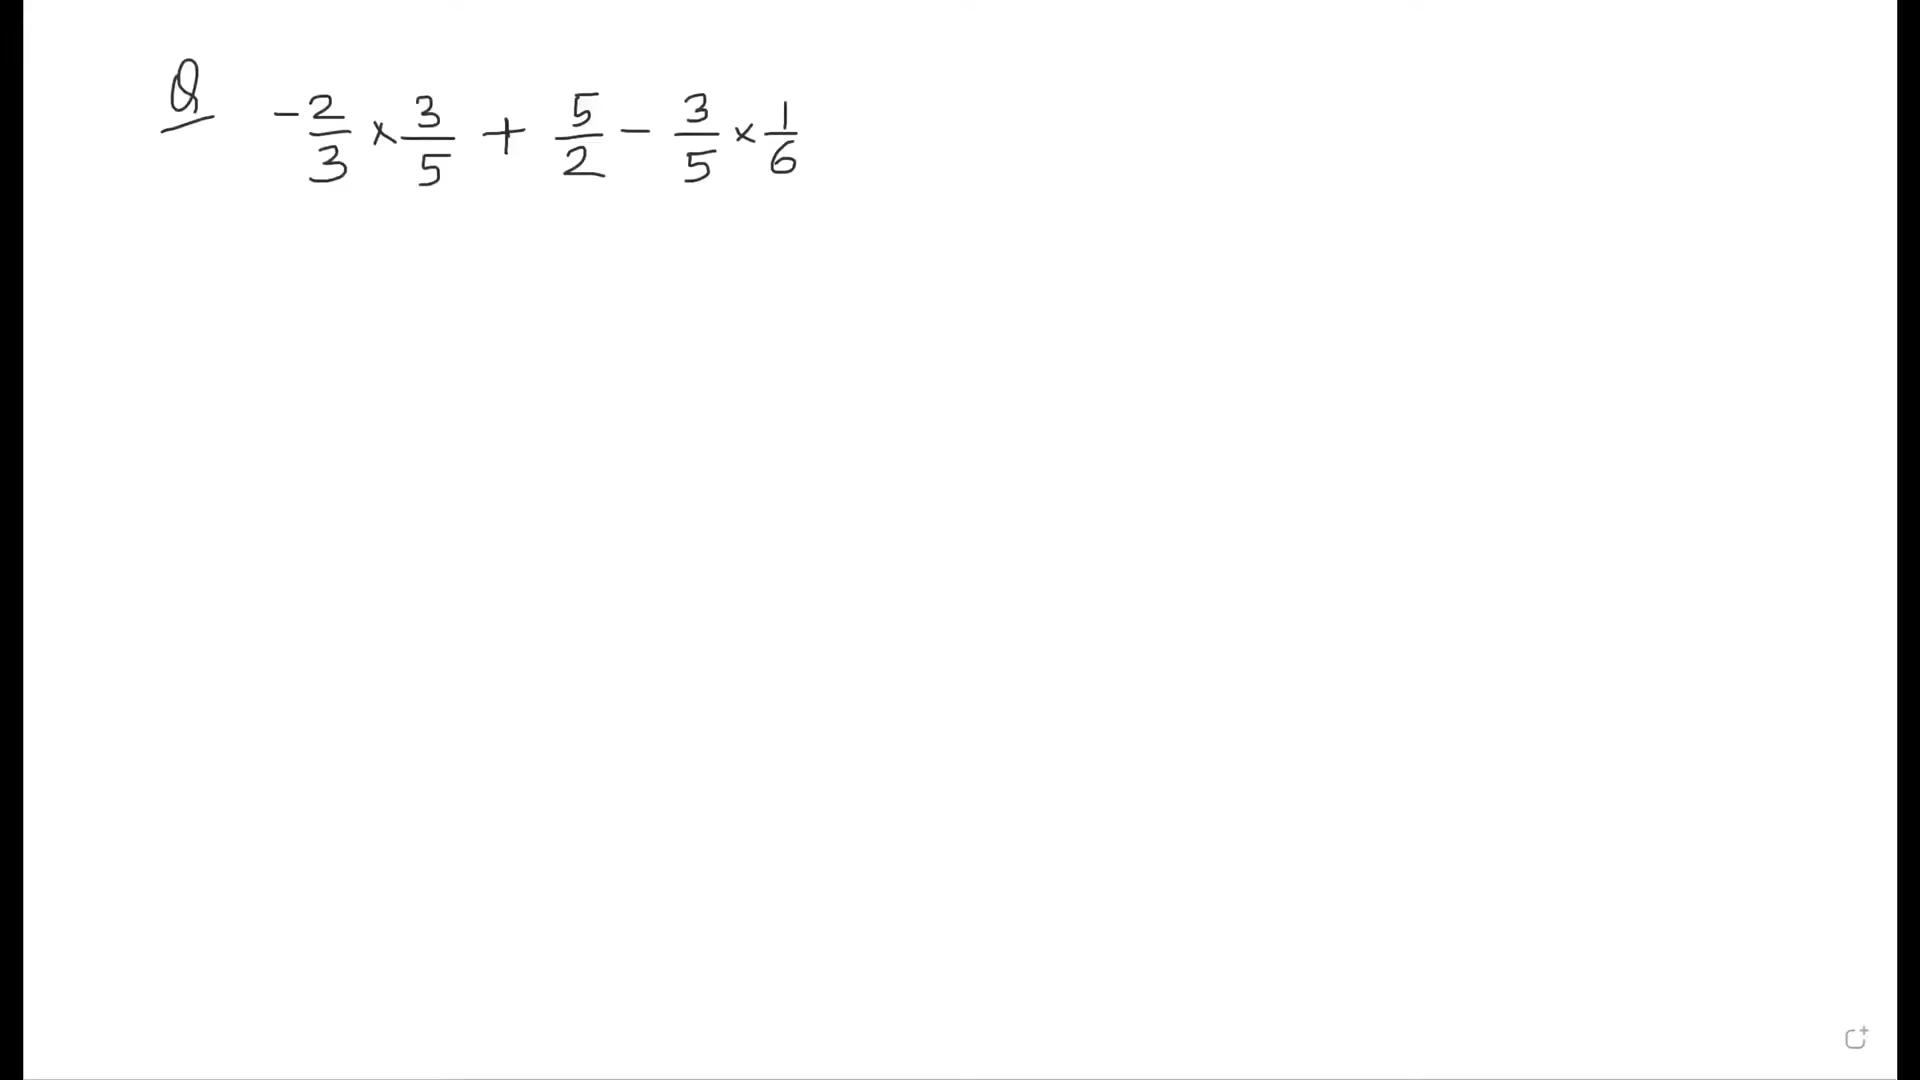 Q -2/3 × 3/5 + 5/2 - 3/5 × 1/6